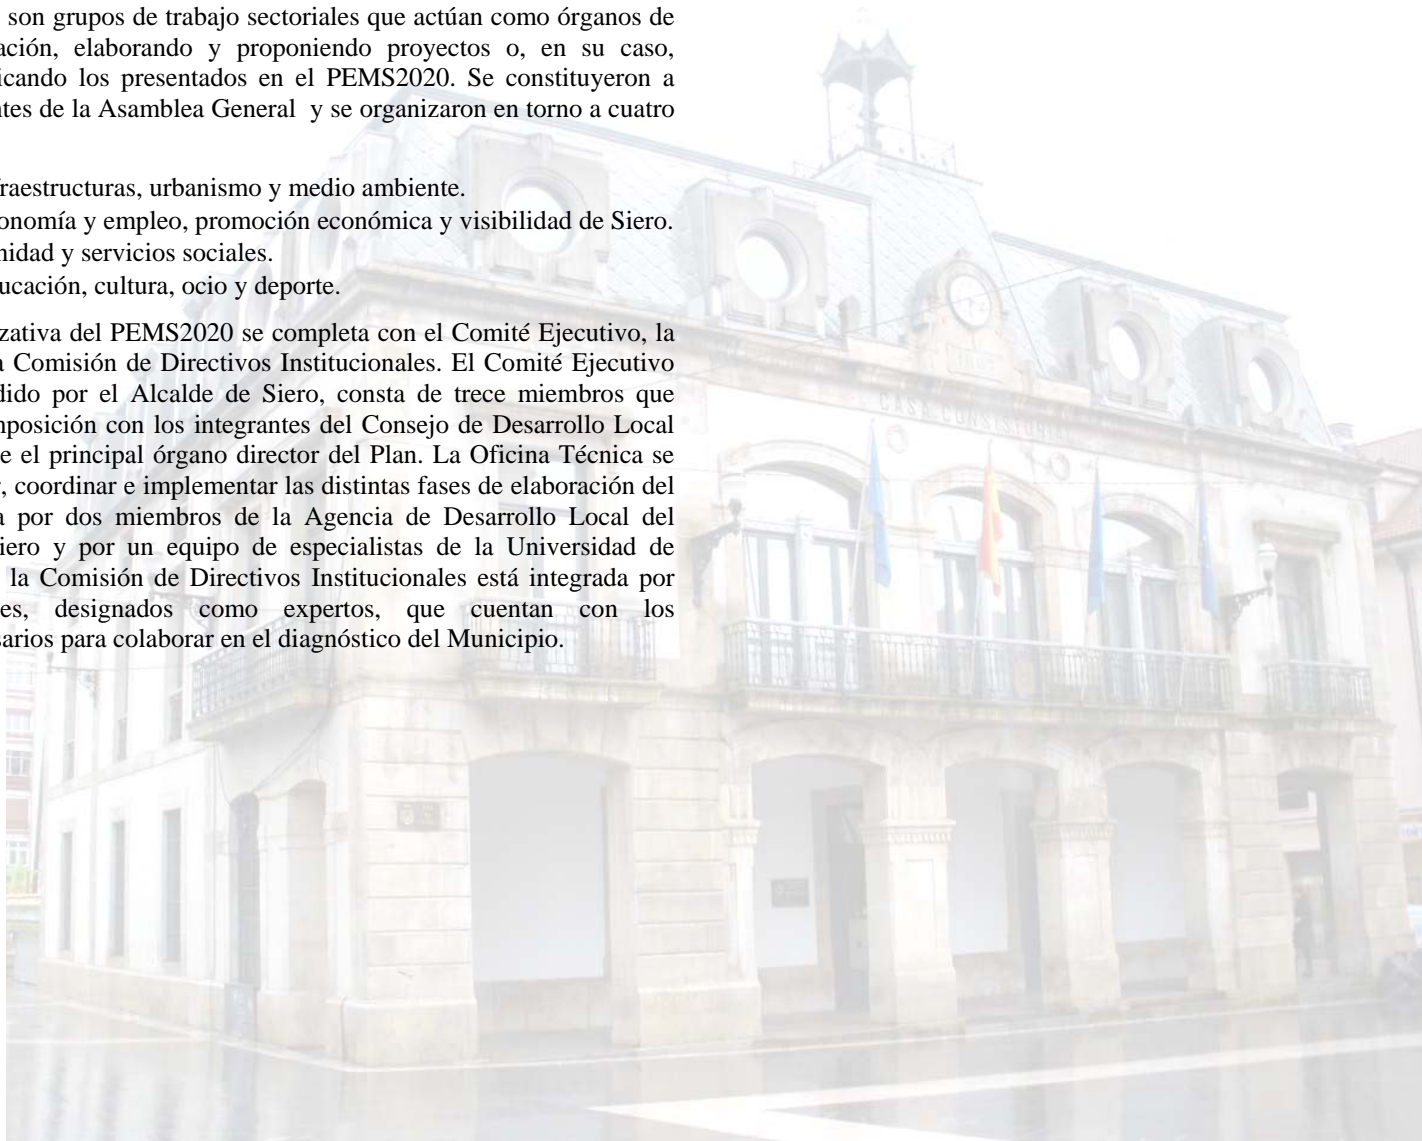 son grupos de trabajo sectoriales que actúan como órganos de
ación, elaborando y proponiendo proyectos o, en su caso,
icando los presentados en el PEMS2020. Se constituyeron a
ntes de la Asamblea General y se organizaron en torno a cuatro
raestructuras, urbanismo y medio ambiente.
onomía y empleo, promoción económica y visibilidad de Siero.
nidad y servicios sociales.
ucación, cultura, ocio y deporte.
zativa del PEMS2020 se completa con el Comité Ejecutivo, la
a Comisión de Directivos Institucionales. El Comité Ejecutivo
dido por el Alcalde de Siero, consta de trece miembros que
mposición con los integrantes del Consejo de Desarrollo Local
e el principal órgano director del Plan. La Oficina Técnica se
, coordinar e implementar las distintas fases de elaboración del
a por dos miembros de la Agencia de Desarrollo Local del
iero y por un equipo de especialistas de la Universidad de
la Comisión de Directivos Institucionales está integrada por
es, designados como expertos, que cuentan con los
sarios para colaborar en el diagnóstico del Municipio.
CASA CONSISTORIAL